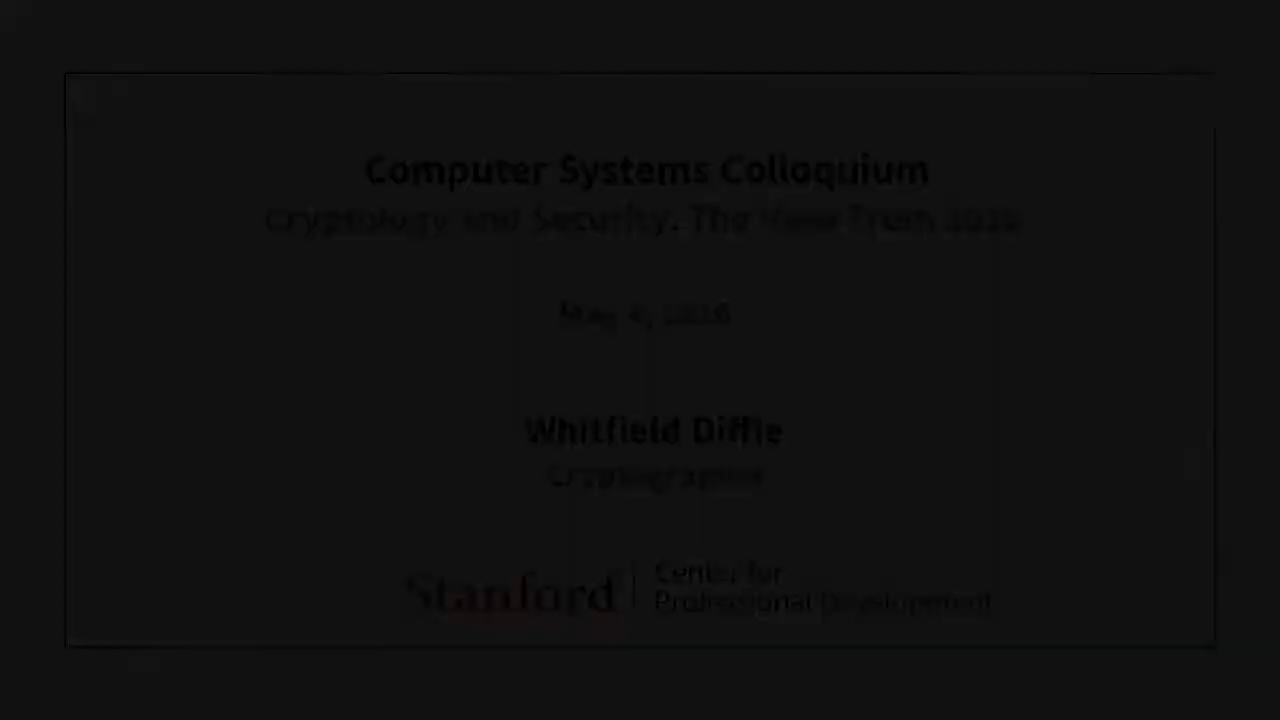 Computer Systems Colloquium
Cryptology and Security: The View From 2016
May 4, 2016
Whitfield Diffie
Cryptographer
Stanford | Center for
Professional Development